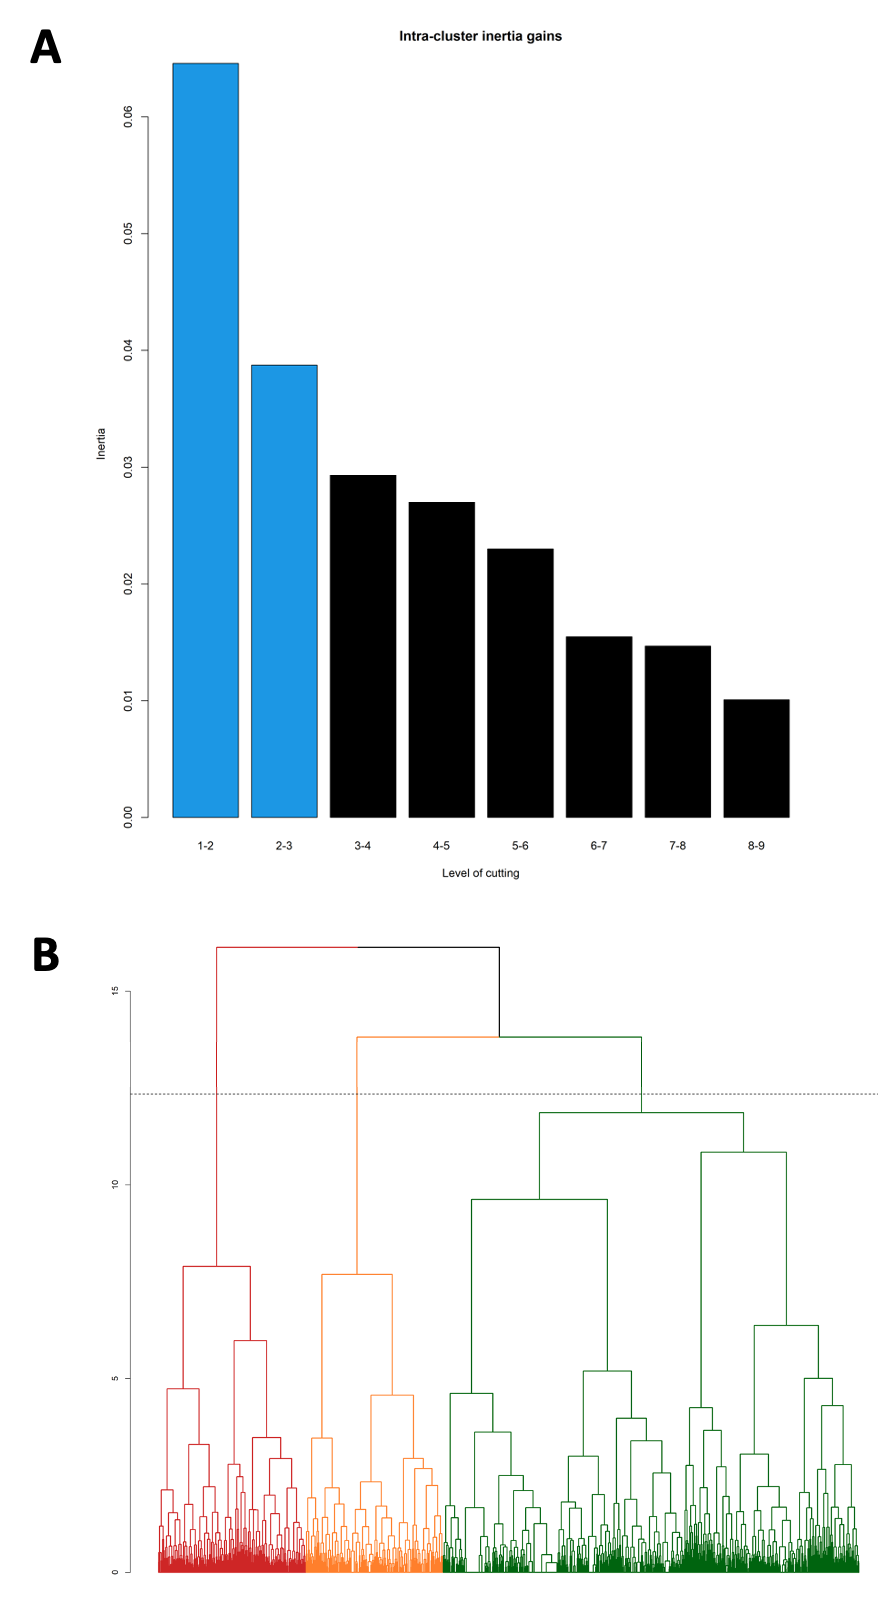 A
Intra-cluster inertia gains
0.06
0.05
0.04
0.03
0.02
0.01
0.00
Inertia
1-2 2-3 3-4 4-5 5-6 6-7 7-8 8-9
Level of cutting
B
15
10
5
0